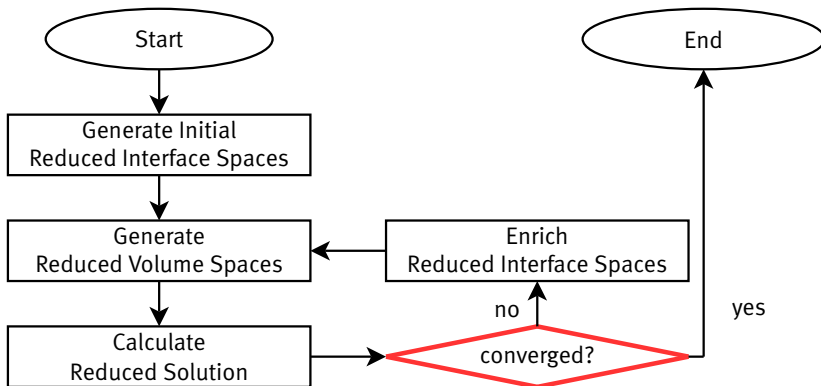 Start
End
Generate Initial
Reduced Interface Spaces
Generate
Reduced Volume Spaces
Enrich
Reduced Interface Spaces
no
yes
Calculate
Reduced Solution
converged?